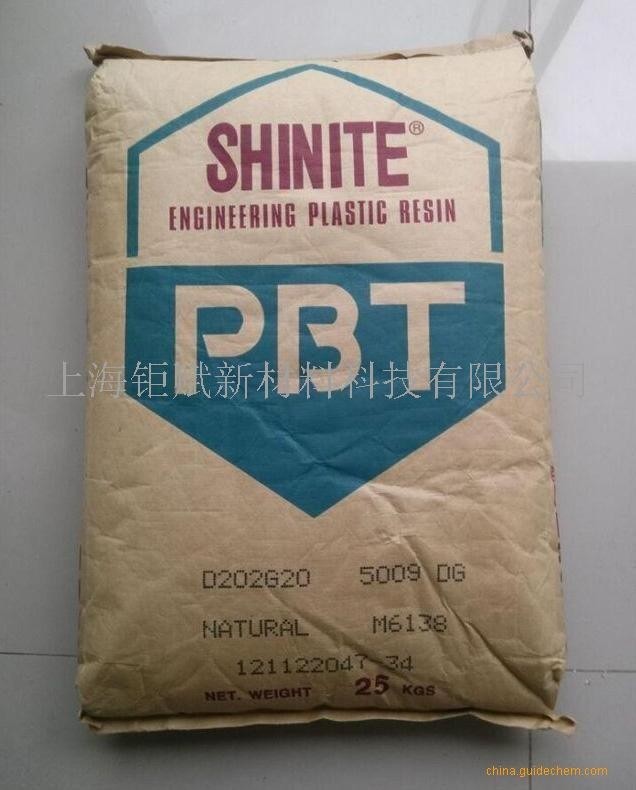 SHINITE®
ENGINEERING PLASTIC RESIN
PBT
上海钜赋新材料科技有限公司
D202G20 5009 DG
NATURAL M6138
121122047-34
NET. WEIGHT 25 KGS
china.guidechem.com